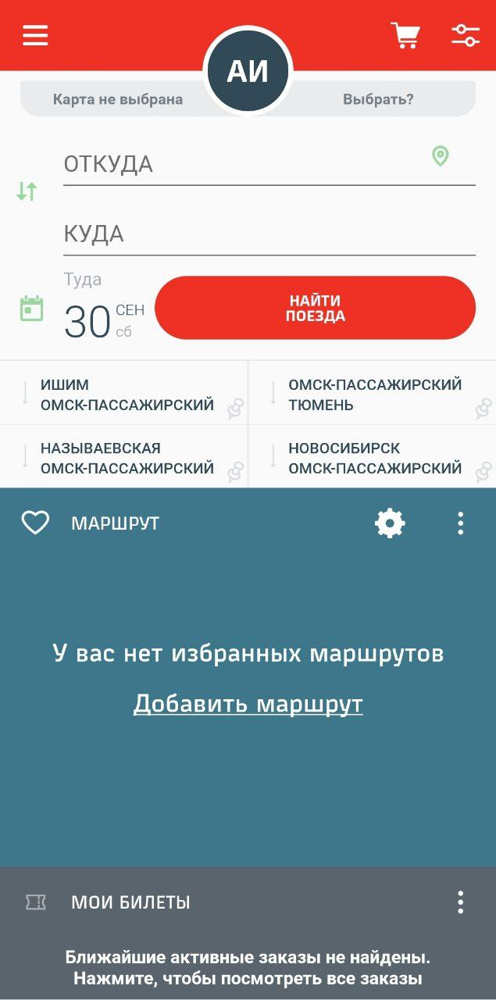 АИ
Карта не выбрана
Выбрать?
ОТКУДА
КУДА
Туда
30 СЕН
сб
НАЙТИ
ПОЕЗДА
ИШИМ
ОМСК-ПАССАЖИРСКИЙ
ОМСК-ПАССАЖИРСКИЙ
ТЮМЕНЬ
НАЗЫВАЕВСКАЯ
ОМСК-ПАССАЖИРСКИЙ
НОВОСИБИРСК
ОМСК-ПАССАЖИРСКИЙ
МАРШРУТ
У вас нет избранных маршрутов
Добавить маршрут
МОИ БИЛЕТЫ
Ближайшие активные заказы не найдены.
Нажмите, чтобы посмотреть все заказы